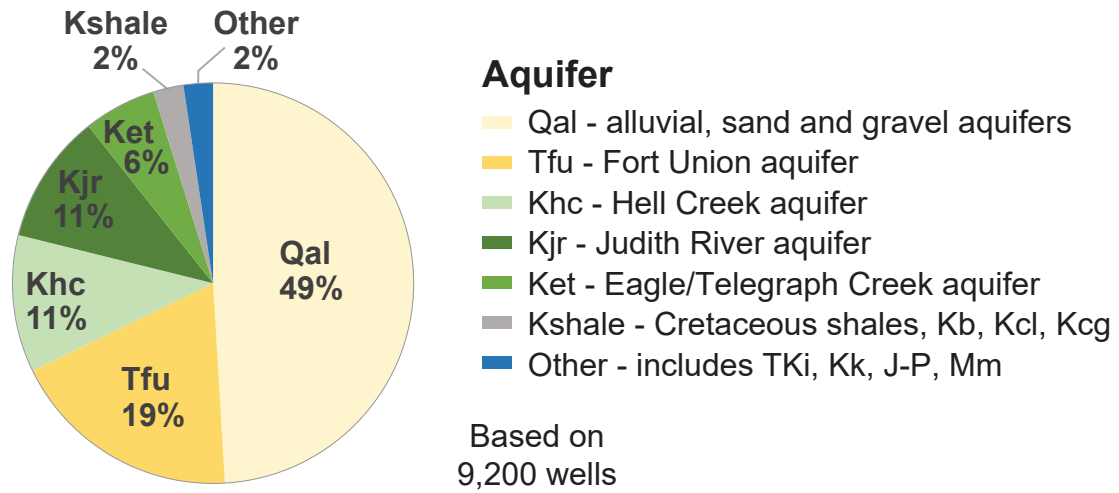 Kshale
2%
Other
2%
Ket
6%
Kjr
11%
Khc
11%
Tfu
19%
Qal
49%
Aquifer
Qal - alluvial, sand and gravel aquifers
Tfu - Fort Union aquifer
Khc - Hell Creek aquifer
Kjr - Judith River aquifer
Ket - Eagle/Telegraph Creek aquifer
Kshale - Cretaceous shales, Kb, Kcl, Kcg
Other - includes TKi, Kk, J-P, Mm
Based on
9,200 wells